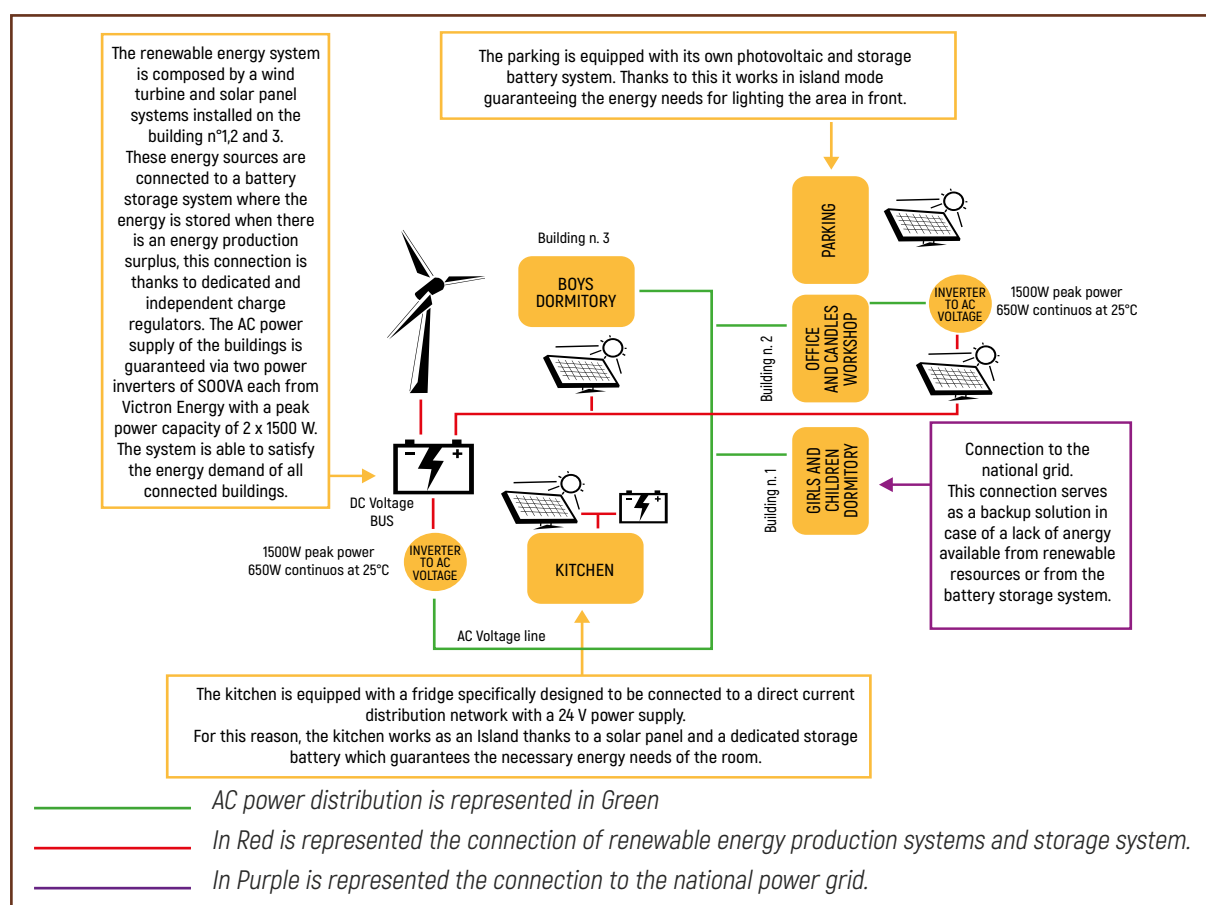 The renewable energy system
is composed by a wind
turbine and solar panel
systems installed on the
building n°1,2 and 3.
These energy sources are
connected to a battery
storage system where the
energy is stored when there
is an energy production
surplus, this connection is
thanks to dedicated and
independent charge
regulators. The AC power
supply of the buildings is
guaranteed via two power
inverters of SOOVA each from
Victron Energy with a peak
power capacity of 2 x 1500 W.
The system is able to satisfy
the energy demand of all
connected buildings.
The parking is equipped with its own photovoltaic and storage
battery system. Thanks to this it works in island mode
guaranteeing the energy needs for lighting the area in front.
PARKING
Building n. 3
BOYS
DORMITORY
INVERTER
TO AC
VOLTAGE
1500W peak power
650W continuos at 25°C
Building n. 2
OFFICE
AND CANDLES
WORKSHOP
Building n. 1
GIRLS AND
CHILDREN
DORMITORY
Connection to the
national grid.
This connection serves
as a backup solution in
case of a lack of anergy
available from renewable
resources or from the
battery storage system.
- +
DC Voltage
BUS
1500W peak power
650W continuos at 25°C
INVERTER
TO AC
VOLTAGE
- +
KITCHEN
AC Voltage line
The kitchen is equipped with a fridge specifically designed to be connected to a direct current
distribution network with a 24 V power supply.
For this reason, the kitchen works as an Island thanks to a solar panel and a dedicated storage
battery which guarantees the necessary energy needs of the room.
AC power distribution is represented in Green
In Red is represented the connection of renewable energy production systems and storage system.
In Purple is represented the connection to the national power grid.